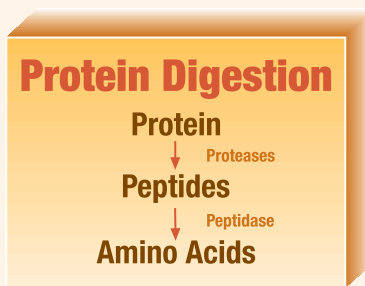 Protein Digestion
Protein
Proteases
Peptides
Peptidase
Amino Acids